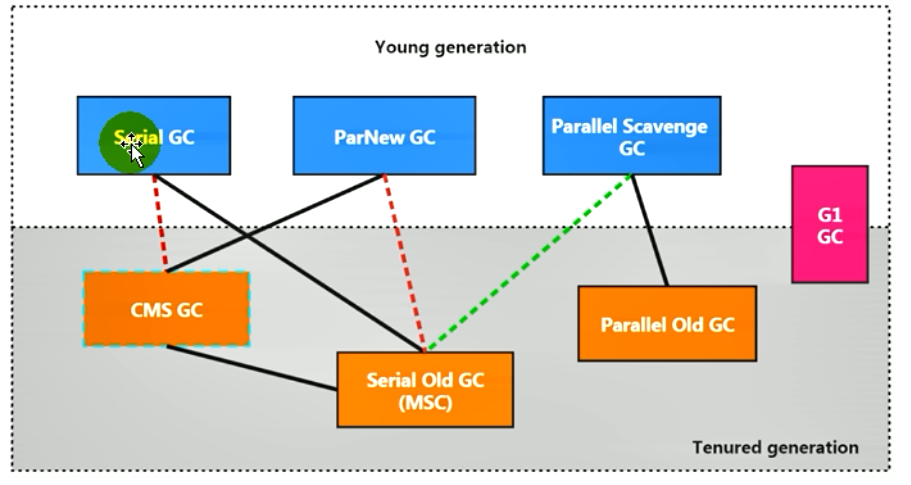 Young generation
Serial GC
ParNew GC
Parallel Scavenge
GC
G1
GC
CMS GC
Parallel Old GC
Serial Old GC
(MSC)
Tenured generation